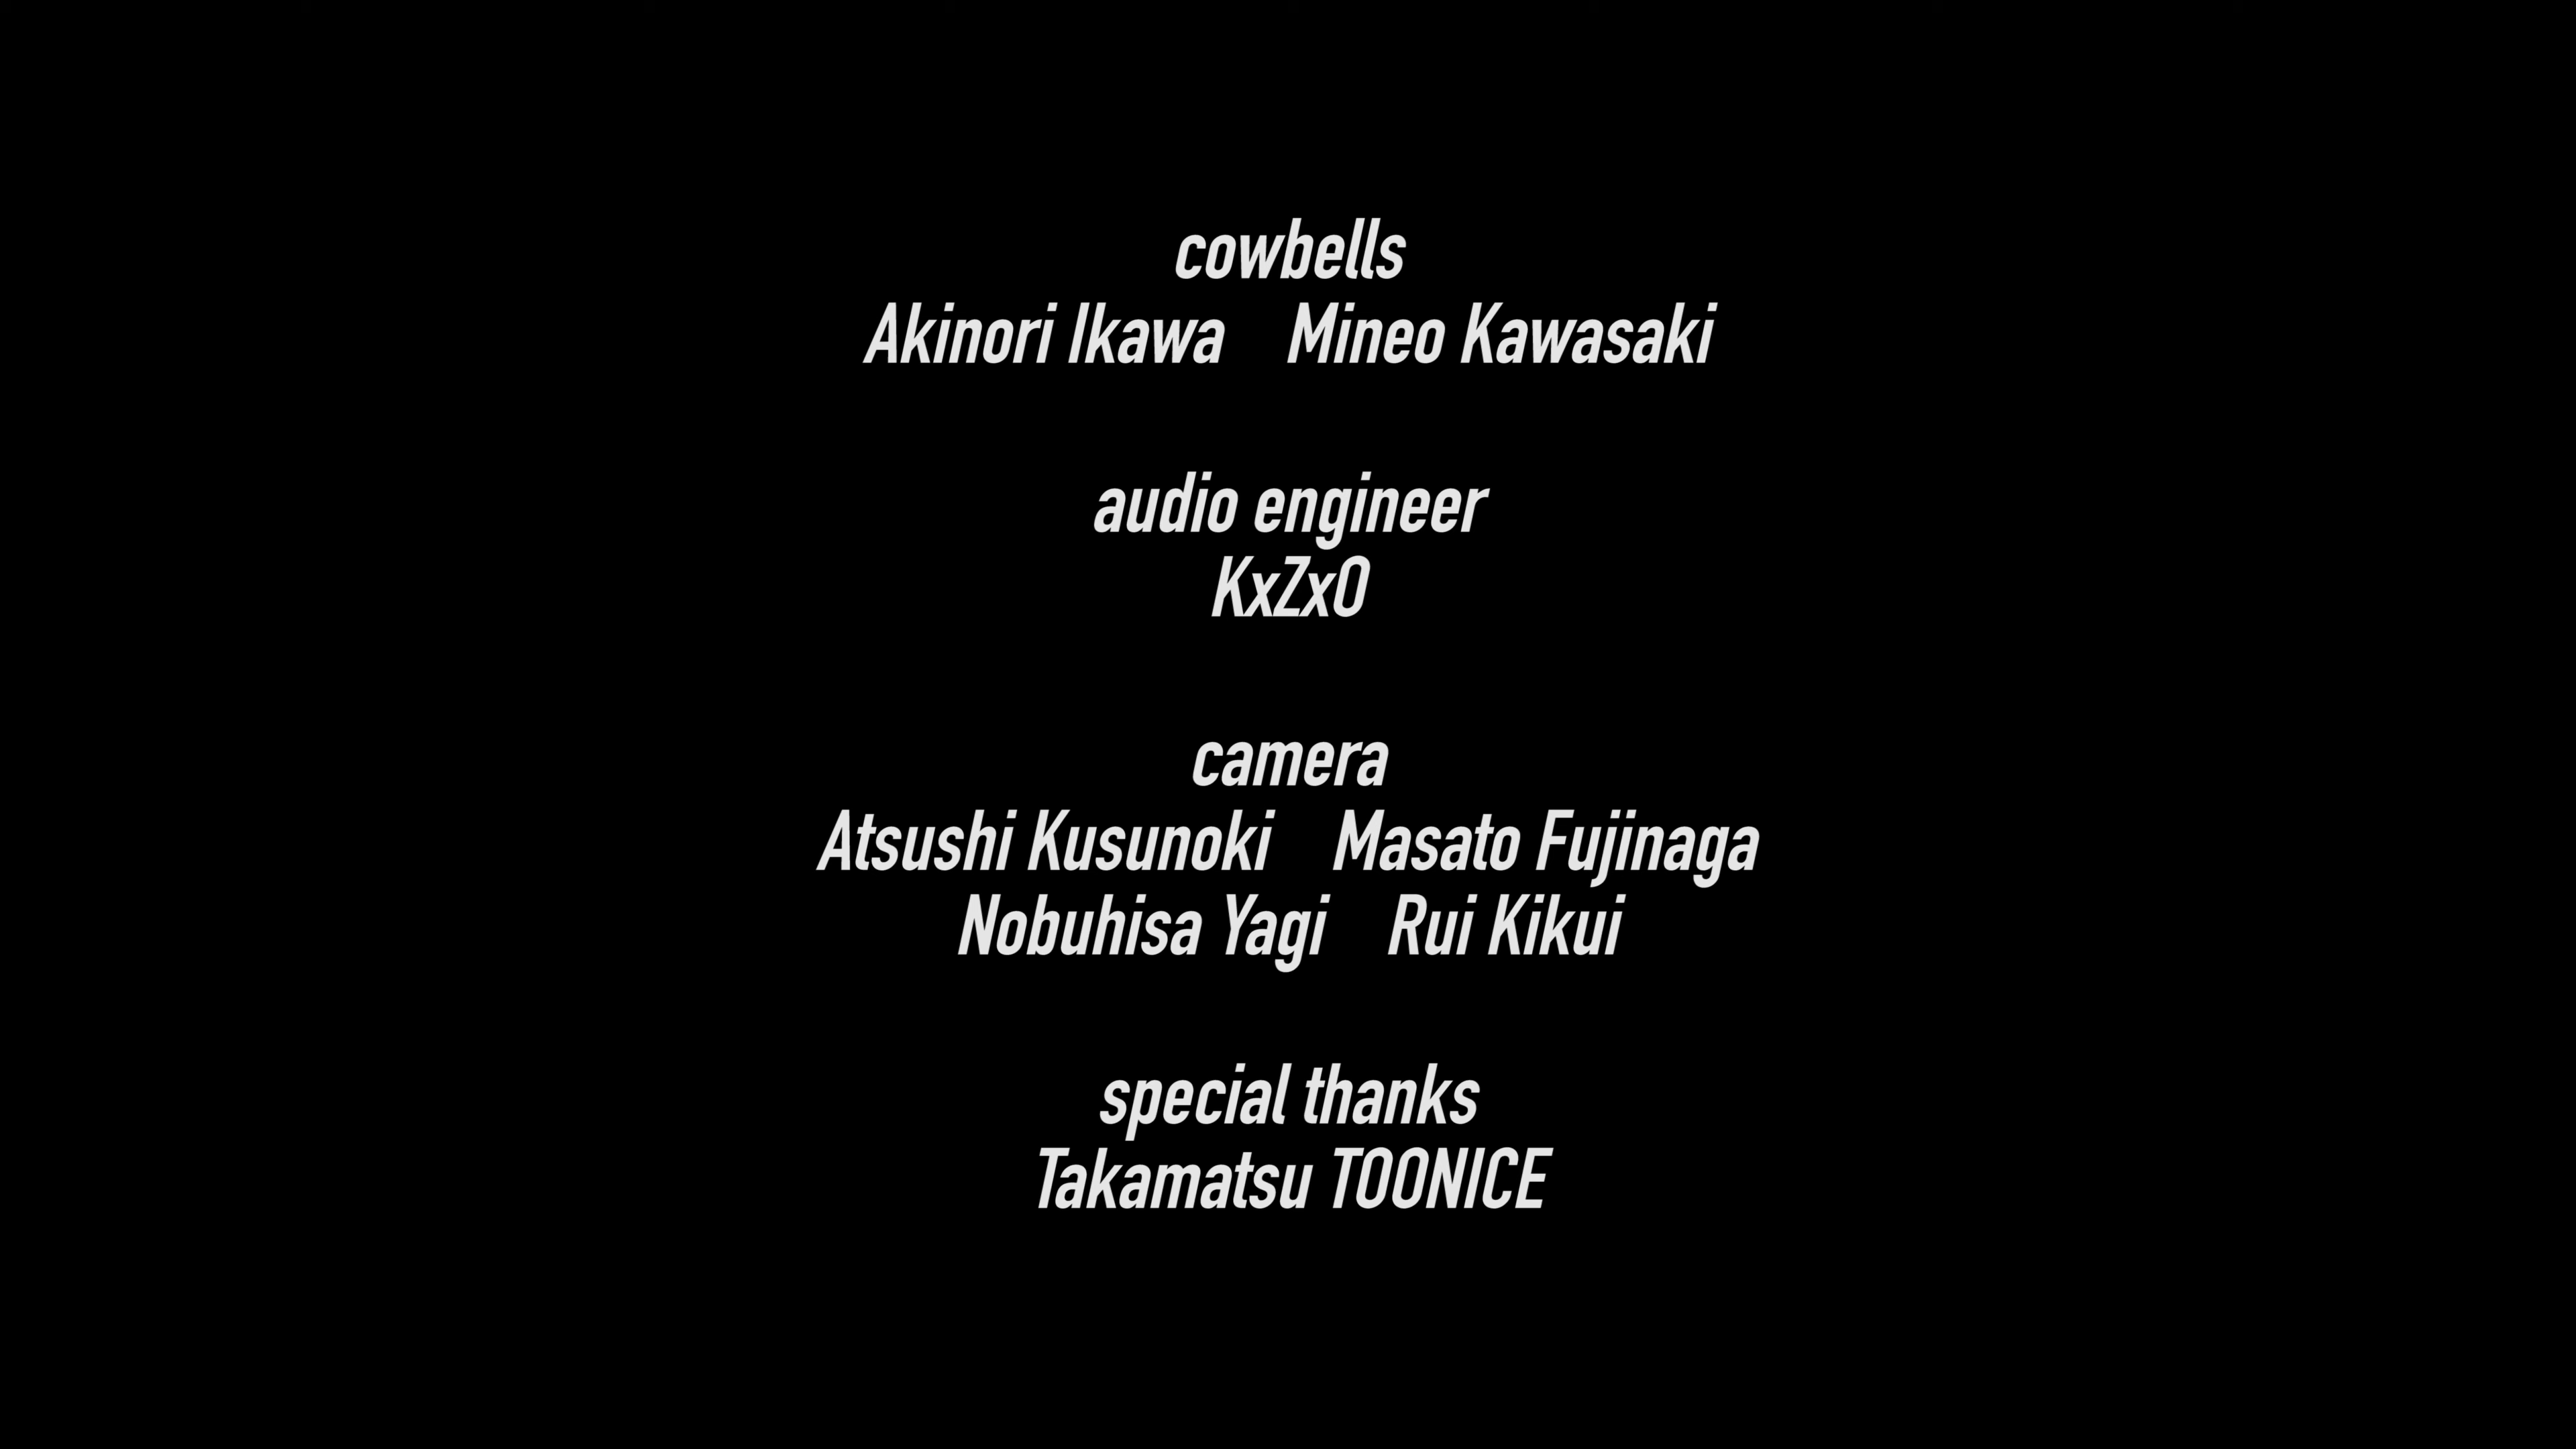 cowbells
Akinori Ikawa Mineo Kawasaki
audio engineer
KxZxO
camera
Atsushi Kusunoki Masato Fujinaga
Nobuhisa Yagi Rui Kikui
special thanks
Takamatsu TOONICE